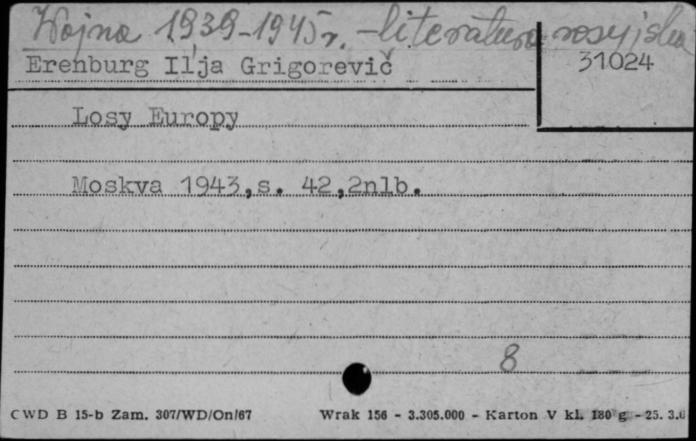 Wojna 1939-1945 r. - literatura rosyjska
Erenburg Il'ja Grigorevič
31024
Losy Europy
Moskva 1943,s. 42,2nlb.
8
CWD B 15-b Zam. 307/WD/On/67 Wrak 156 - 3.305.000 - Karton V kl. 180 g - 25. 3.